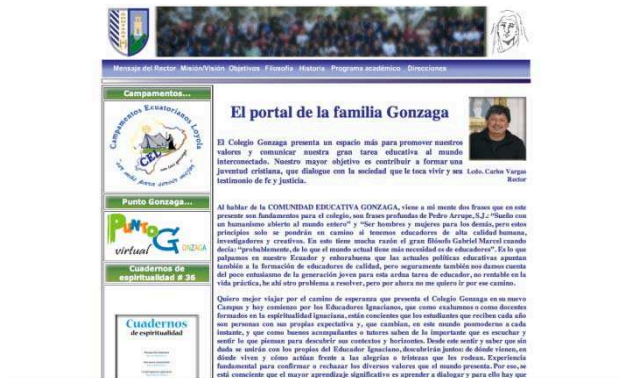 Mensaje del Rector Misión/Visión Objetivos Filosofía Historia Programa académico Direcciones
Campamentos...
Campamentos Ecuatorianos Loyola
CEL
Punto Gonzaga...
PUNTO
G
virtual
GONZAGA
Cuadernos de
espiritualidad # 36
Cuadernos
de espiritualidad
El portal de la familia Gonzaga
El Colegio Gonzaga presenta un espacio más para promover nuestros
valores y comunicar nuestra gran tarea educativa al mundo
interconectado. Nuestro mayor objetivo es contribuir a formar una
juventud cristiana, que dialogue con la sociedad que le toca vivir y sea
testimonio de fe y justicia.
Lcdo. Carlos Vargas
Rector
Al hablar de la COMUNIDAD EDUCATIVA GONZAGA, viene a mi mente dos frases que en este
presente son fundamentos para el colegio, son frases profundas de Pedro Arrupe, S.J.: “Sueño con
un humanismo abierto al mundo entero” y “Ser hombres y mujeres para los demás, pero estos
principios solo se pondrán en camino si tenemos educadores de alta calidad humana,
investigadores y creativos. En esto tiene mucha razón el gran filósofo Gabriel Marcel cuando
decía: “probablemente, de lo que el mundo actual tiene más necesidad es de educadores”. Es lo que
palpamos en nuestro Ecuador y enhorabuena que las actuales políticas educativas apuntan
también a la formación de educadores de calidad, pero seguramente también nos damos cuenta
del poco entusiasmo de la generación joven para esta ardua tarea de educador, no rentable en la
vida práctica, he ahí otro problema a resolver, pero por ahora no me quiero ir por ese camino.
Quiero mejor viajar por el camino de esperanza que presenta el Colegio Gonzaga en su nuevo
Campus y hoy comienzo por los Educadores Ignacianos, que como exalumnos o como docentes
formados en la espiritualidad ignaciana, están concientes que los estudiantes que reciben cada año
son personas con sus propias expectativa y, que cambian, en este mundo posmoderno a cada
instante, y que como buenos acompañantes o tutores saben de lo importante que es escuchar y
sentir lo que piensan para descubrir sus contextos y horizontes. Desde este sentir y saber que sin
duda se unirán con los propios del Educador Ignaciano, descubrirán juntos: de dónde vienen, en
dónde viven y cómo actúan frente a las alegrías o tristezas que les rodean. Experiencia
fundamental para confirmar o rechazar los diversos valores que el mundo presenta. Por ese, se
está consciente que el mayor aprendizaje significativo es aprender a dialogar y para ello hay que